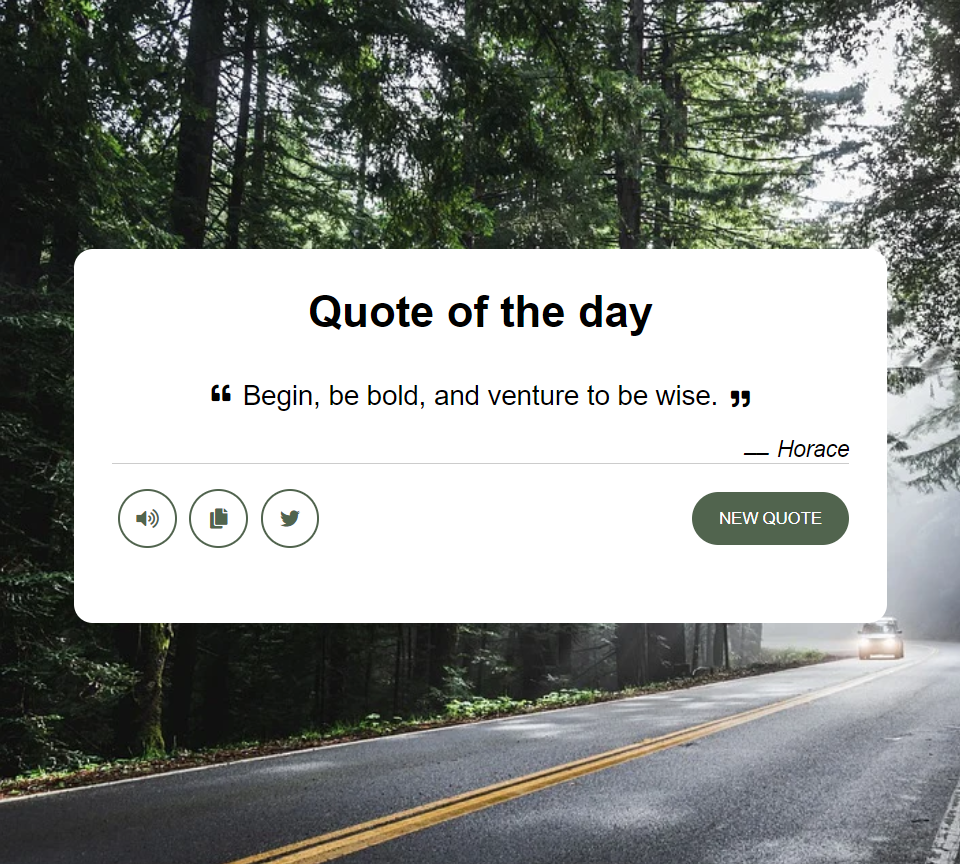 Quote of the day
❝ Begin, be bold, and venture to be wise. ❞
— Horace
NEW QUOTE